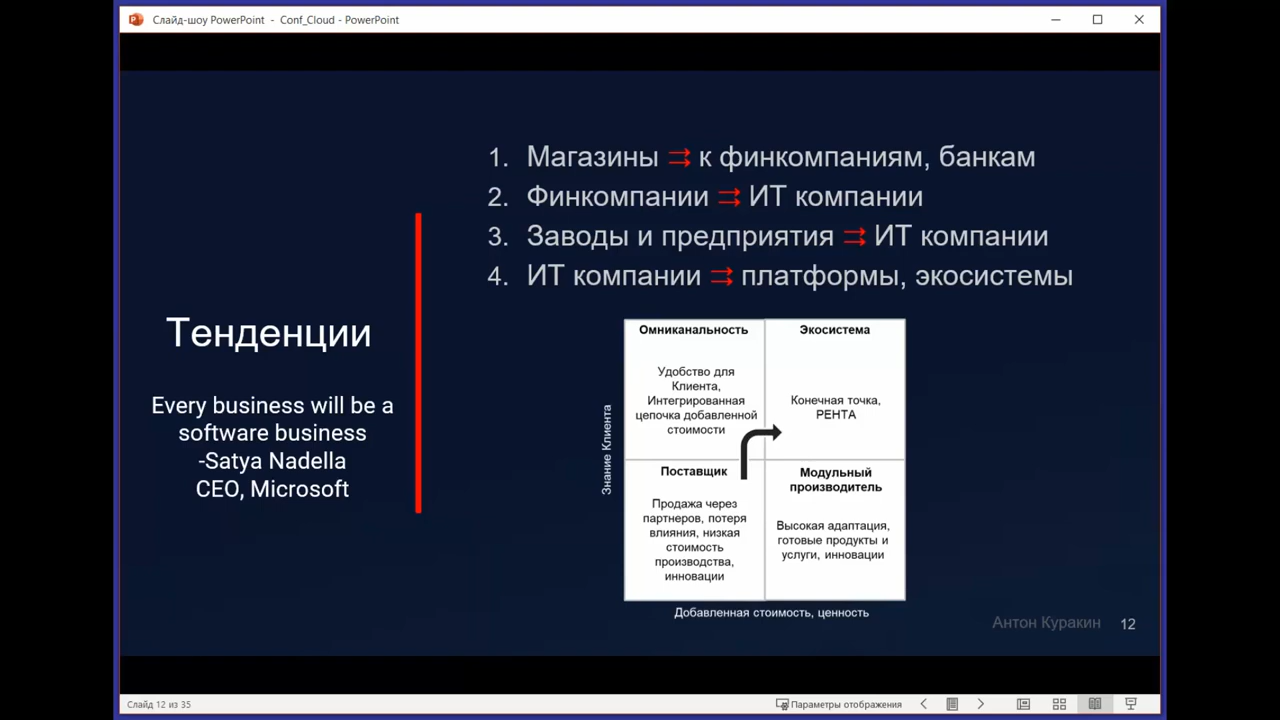 Слайд-шоу PowerPoint - Conf_Cloud - PowerPoint
1. Магазины ⇉ к финкомпаниям, банкам
2. Финкомпании ⇉ ИТ компании
3. Заводы и предприятия ⇉ ИТ компании
4. ИТ компании ⇉ платформы, экосистемы
Тенденции
Every business will be a
software business
-Satya Nadella
CEO, Microsoft
Знание Клиента
Омниканальность
Удобство для
Клиента,
Интегрированная
цепочка добавленной
стоимости
Экосистема
Конечная точка,
РЕНТА
Поставщик
Продажа через
партнеров, потеря
влияния, низкая
стоимость
производства,
инновации
Модульный
производитель
Высокая адаптация,
готовые продукты и
услуги, инновации
Добавленная стоимость, ценность
Антон Куракин 12
Слайд 12 из 35
Параметры отображения